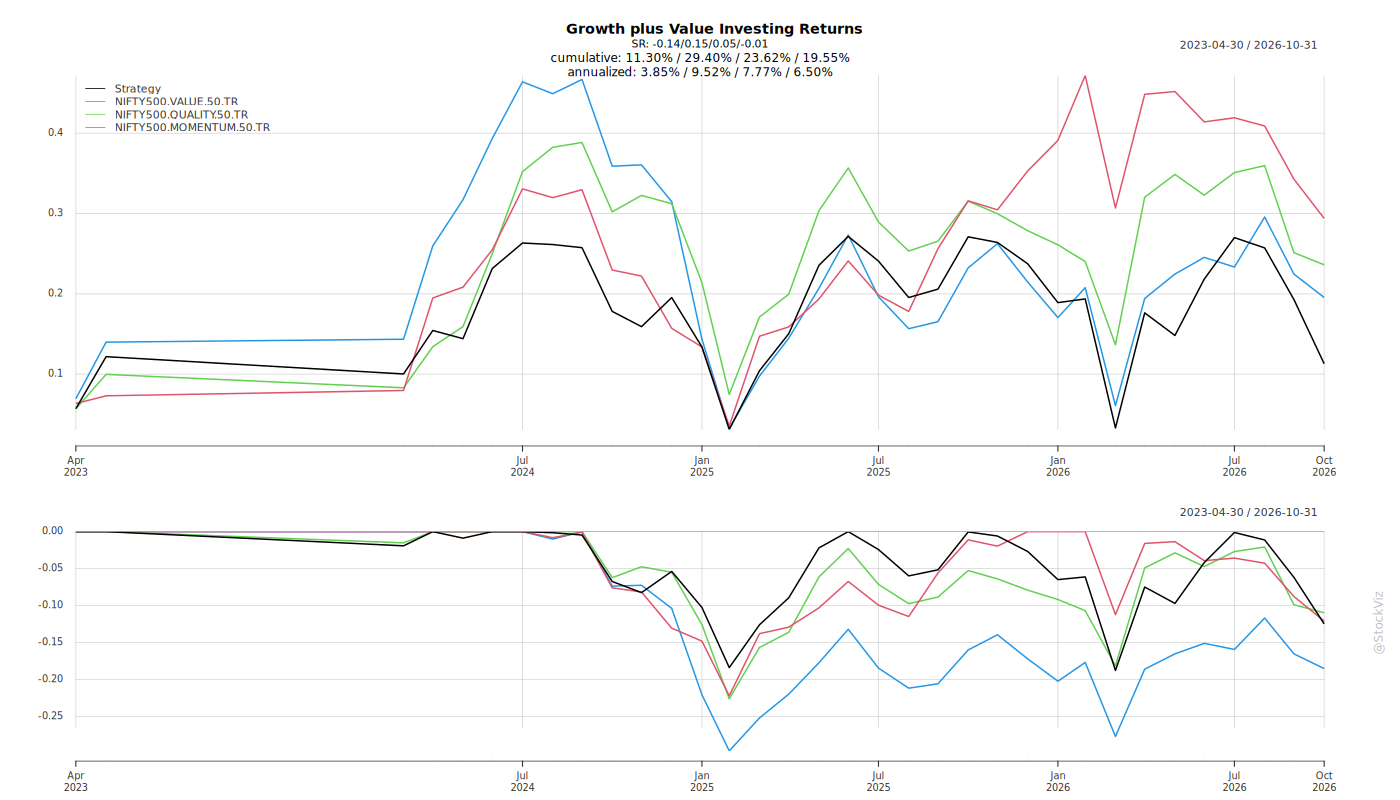 Growth plus Value Investing Returns
SR: -0.14/0.15/0.05/-0.01
cumulative: 11.30% / 29.40% / 23.62% / 19.55%
annualized: 3.85% / 9.52% / 7.77% / 6.50%
2023-04-30 / 2026-10-31
Strategy
NIFTY500.VALUE.50.TR
NIFTY500.QUALITY.50.TR
NIFTY500.MOMENTUM.50.TR
0.4
0.3
0.2
0.1
Apr Jul Jan Jul Jan Jul Oct
2023 2024 2025 2025 2026 2026 2026
2023-04-30 / 2026-10-31
0.00
-0.05
-0.10
-0.15
-0.20
-0.25
Apr Jul Jan Jul Jan Jul Oct
2023 2024 2025 2025 2026 2026 2026
@StockViz